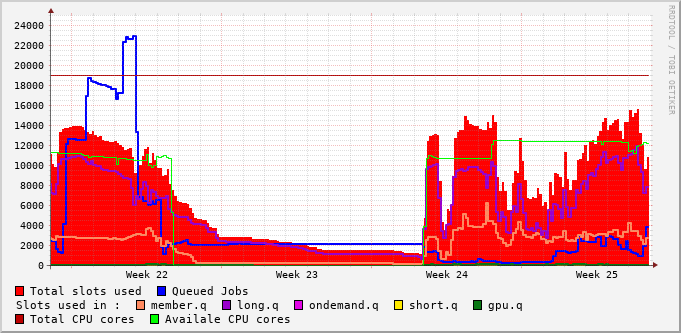 24000
22000
20000
18000
16000
14000
12000
10000
8000
6000
4000
2000
0
Week 22 Week 23 Week 24 Week 25
RRDTOOL / TOBI OETIKER
Total slots used Queued Jobs
Slots used in : member.q long.q ondemand.q short.q gpu.q
Total CPU cores Availale CPU cores